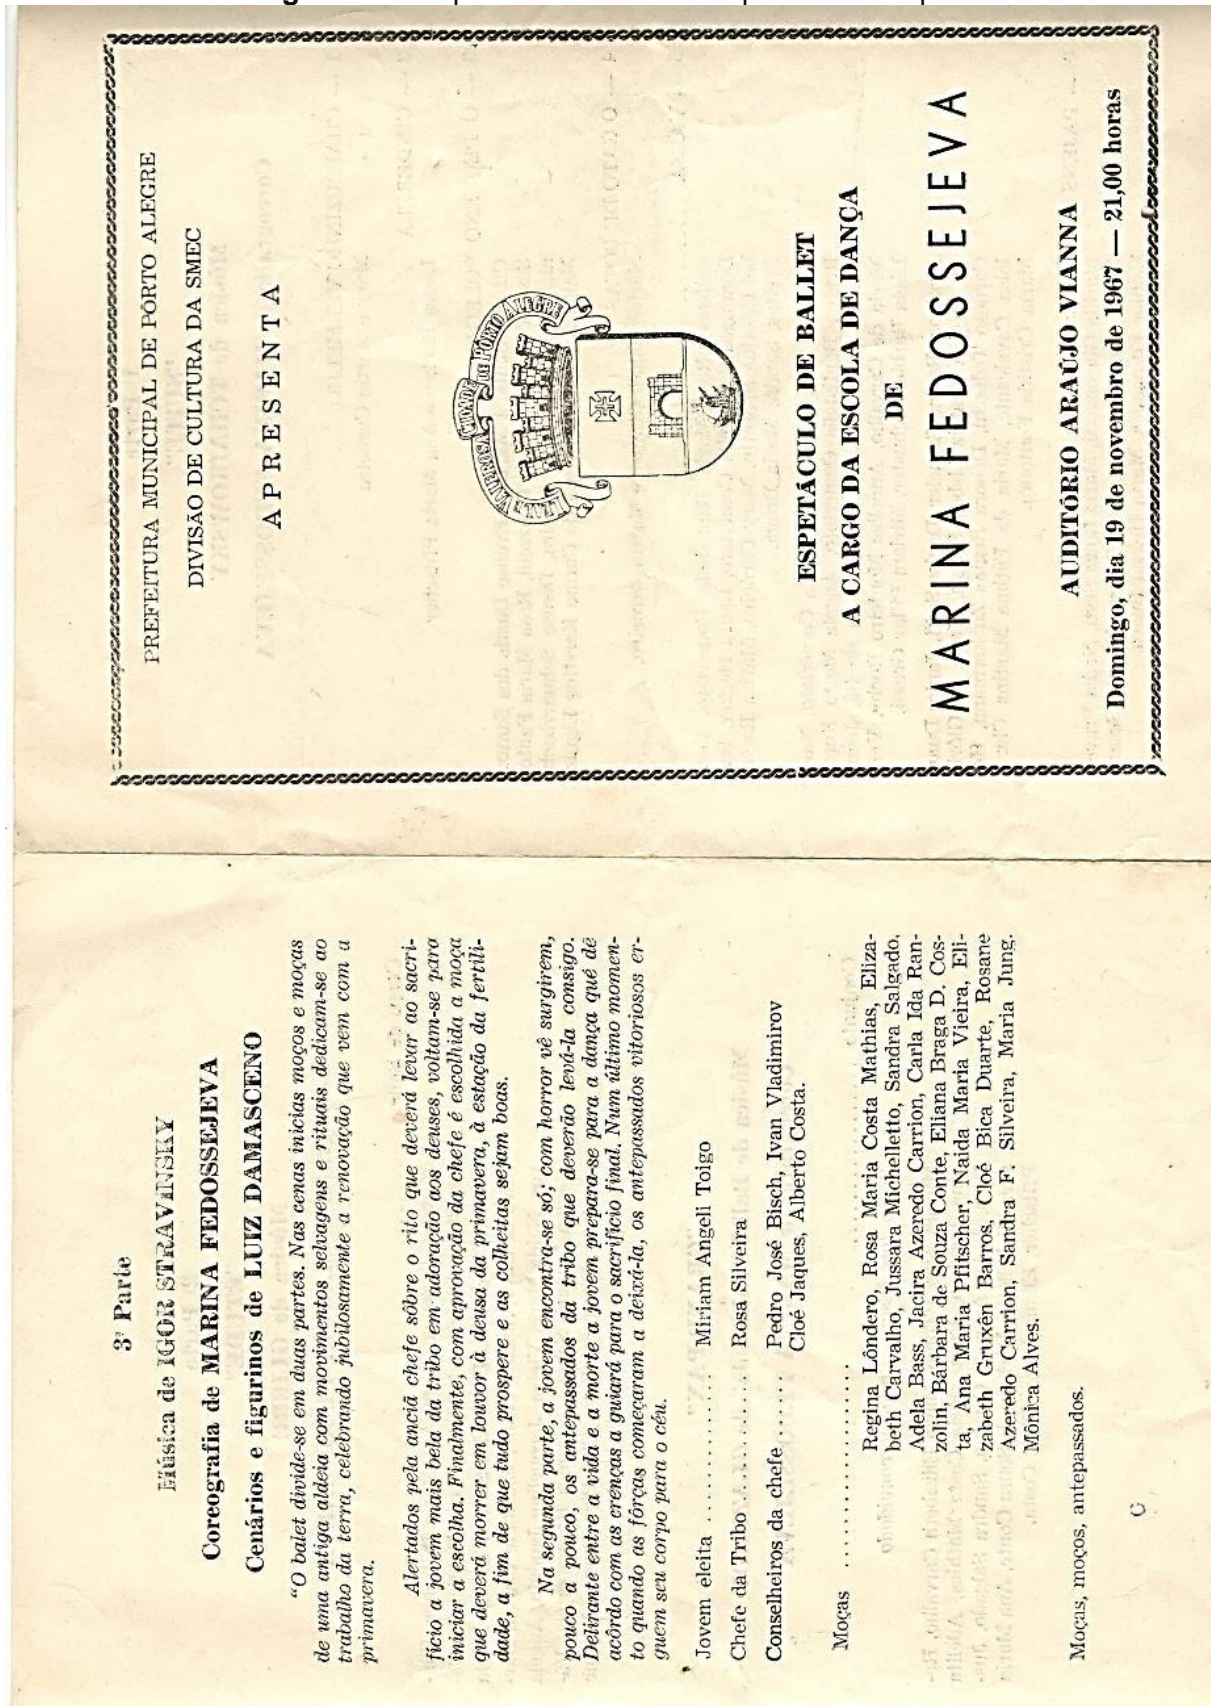 PREFEITURA MUNICIPAL DE PÔRTO ALEGRE
DIVISÃO DE CULTURA DA SMEC
APRESENTA
LEAL E VALEROSA CIDADE DE PÔRTO ALEGRE
ESPETÁCULO DE BALLET
A CARGO DA ESCOLA DE DANÇA
DE
MARINA FEDOSSEJEVA
AUDITÓRIO ARAÚJO VIANNA
Domingo, dia 19 de novembro de 1967 — 21,00 horas
3ª Parte
Música de IGOR STRAVINSKY
Coreografia de MARINA FEDOSSEJEVA
Cenários e figurinos de LUIZ DAMASCENO
"O balet divide-se em duas partes. Nas cenas inicias moços e moças
de uma antiga aldeia com movimentos selvagens e rituais dedicam-se ao
trabalho da terra, celebrando jubilosamente a renovação que vem com a
primavera.
Alertados pela anciã chefe sôbre o rito que deverá levar ao sacri-
fício a jovem mais bela da tribo em adoração aos deuses, voltam-se para
iniciar a escolha. Finalmente, com aprovação da chefe é escolhida a moça
que deverá morrer em louvor à deusa da primavera, à estação da fertili-
dade, a fim de que tudo prospere e as colheitas sejam boas.
Na segunda parte, a jovem encontra-se só; com horror vê surgirem,
pouco a pouco, os antepassados da tribo que deverão levá-la consigo.
Delirante entre a vida e a morte a jovem prepara-se para a dança qué de
acôrdo com as crenças a guiará para o sacrifício final. Num último momen-
to quando as fôrças começaram a deixá-la, os antepassados vitoriosos er-
guem seu corpo para o céu.
Jovem eleita ............ Miriam Angeli Toigo
Chefe da Tribo .......... Rosa Silveira
Conselheiros da chefe ...... Pedro José Bisch, Ivan Vladimirov
Cloé Jaques, Alberto Costa.
Moças ................
Regina Lôndero, Rosa Maria Costa Mathias, Eliza-
beth Carvalho, Jussara Michelletto, Sandra Salgado,
Adela Bass, Jacira Azeredo Carrion, Carla Ida Ran-
zolin, Bárbara de Souza Conte, Eliana Braga D. Cos-
ta, Ana Maria Pfitscher, Naida Maria Vieira, Eli-
zabeth Gruxên Barros, Cloé Bica Duarte, Rosane
Azeredo Carrion, Sandra F. Silveira, Maria Jung.
Mônica Alves.
Moças, moços, antepassados.